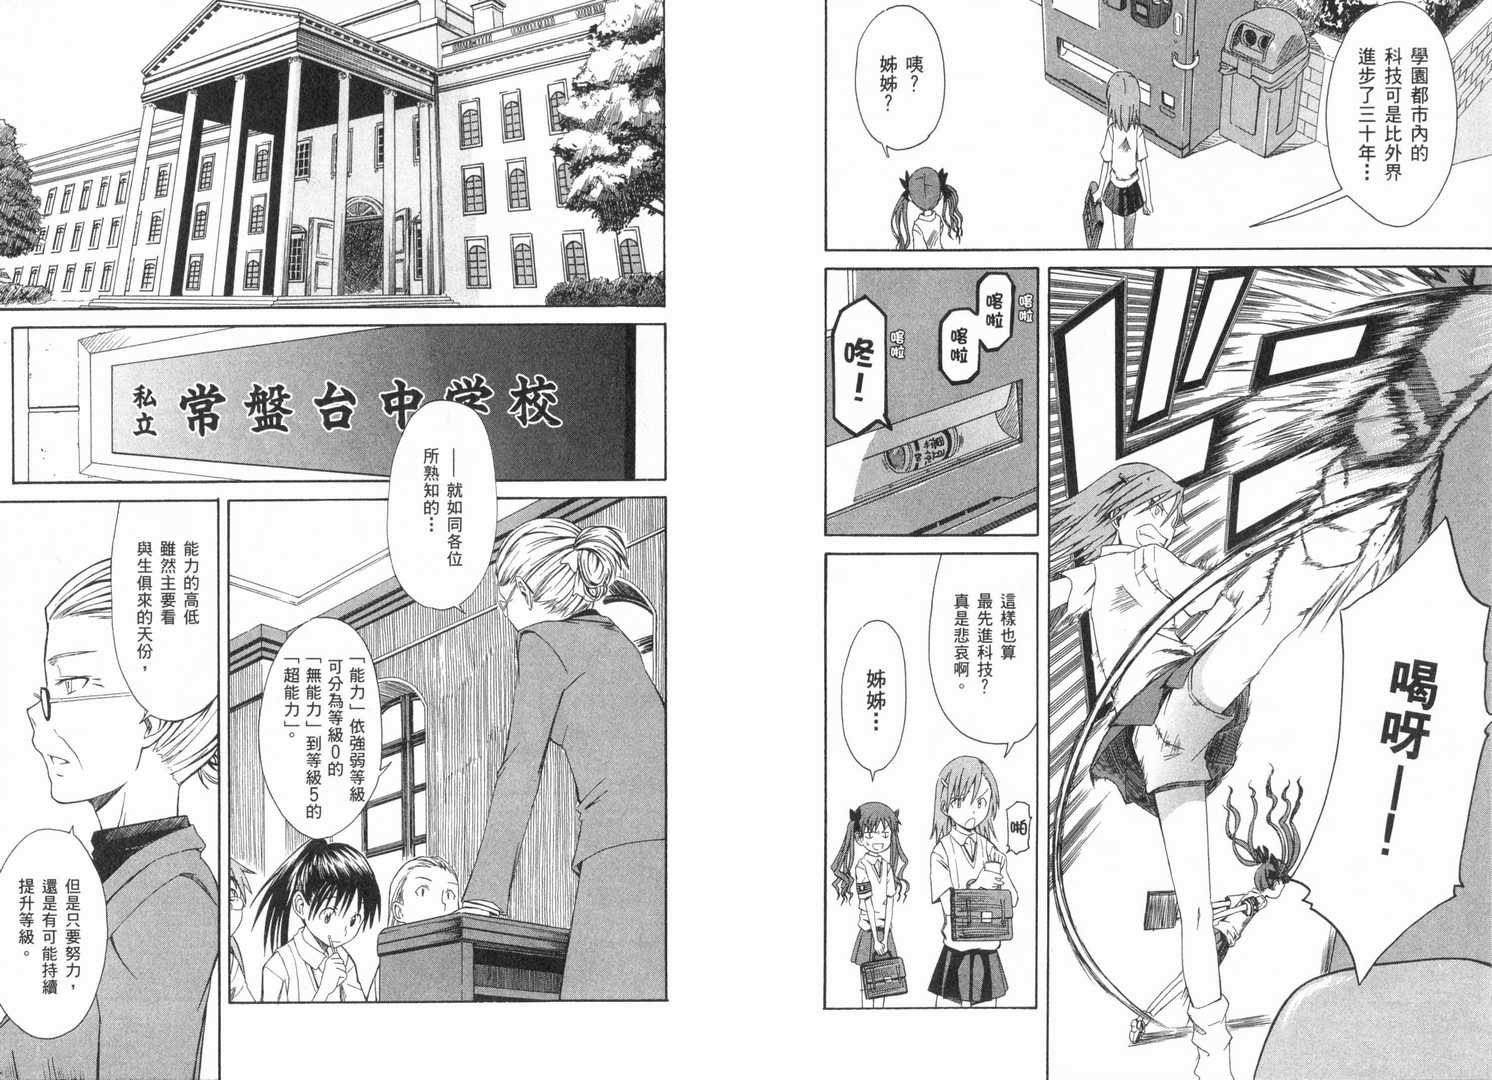 學園都市內的
科技可是比外界
進步了三十年…
咦？
姊姊？
喝呀——！
喀啦
喀啦
喀啦
喀啦
咚！
這樣也算
最先進科技？
真是悲哀啊。
啪
姊姊…
私立
常盤台中学校
——就如同各位
所熟知的…
「能力」依強弱等級
可分為等級0的
「無能力」到等級5的
「超能力」。
能力的高低
雖然主要看
與生俱來的天份，
但是只要努力，
還是有可能持續
提升等級。